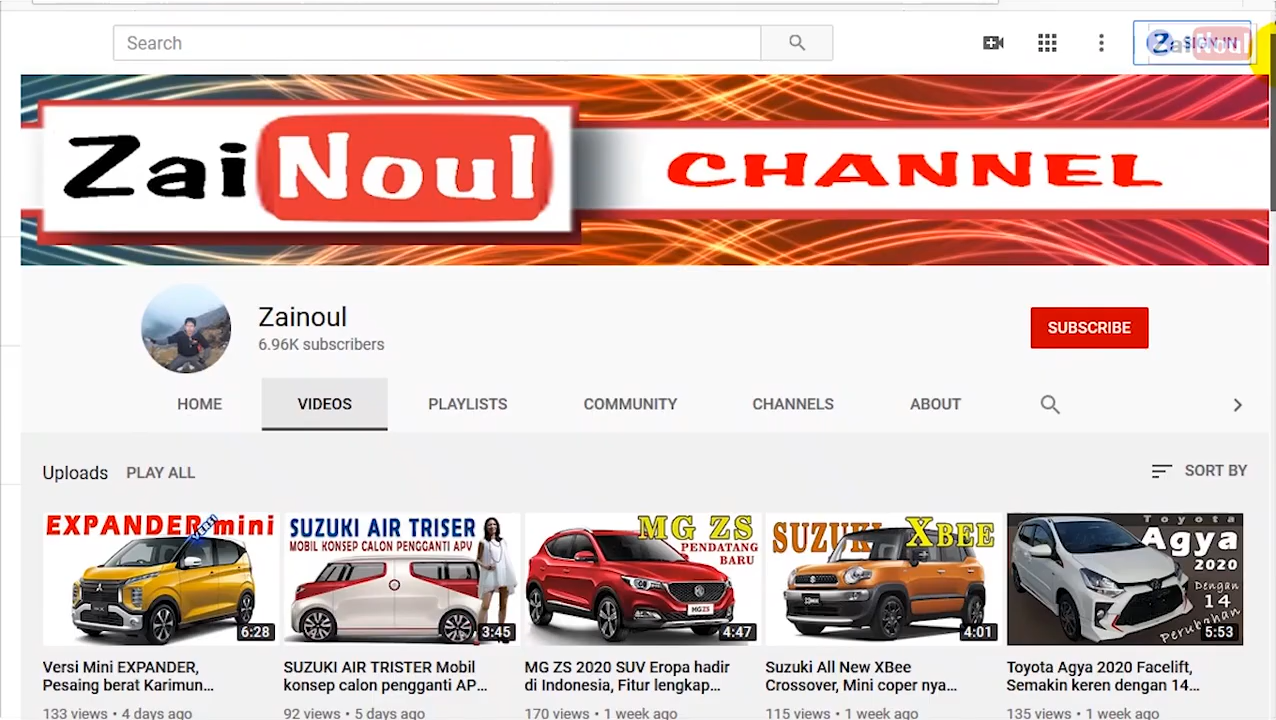 Search
SIGN IN
ZaiNoul
ZaiNoul CHANNEL
Zainoul
6.96K subscribers
SUBSCRIBE
HOME VIDEOS PLAYLISTS COMMUNITY CHANNELS ABOUT
Uploads PLAY ALL SORT BY
EXPANDER mini
6:28
SUZUKI AIR TRISER
MOBIL KONSEP CALON PENGGANTI APV
3:45
MG ZS
PENDATANG
BARU
MG ZS
4:47
SUZUKI XBEE
4:01
Toyota
Agya
2020
Dengan
14
Perubahan
5:53
Versi Mini EXPANDER,
Pesaing berat Karimun...
133 views • 4 days ago
SUZUKI AIR TRISTER Mobil
konsep calon pengganti AP...
92 views • 5 days ago
MG ZS 2020 SUV Eropa hadir
di Indonesia, Fitur lengkap...
170 views • 1 week ago
Suzuki All New XBee
Crossover, Mini coper nya...
115 views • 1 week ago
Toyota Agya 2020 Facelift,
Semakin keren dengan 14...
135 views • 1 week ago